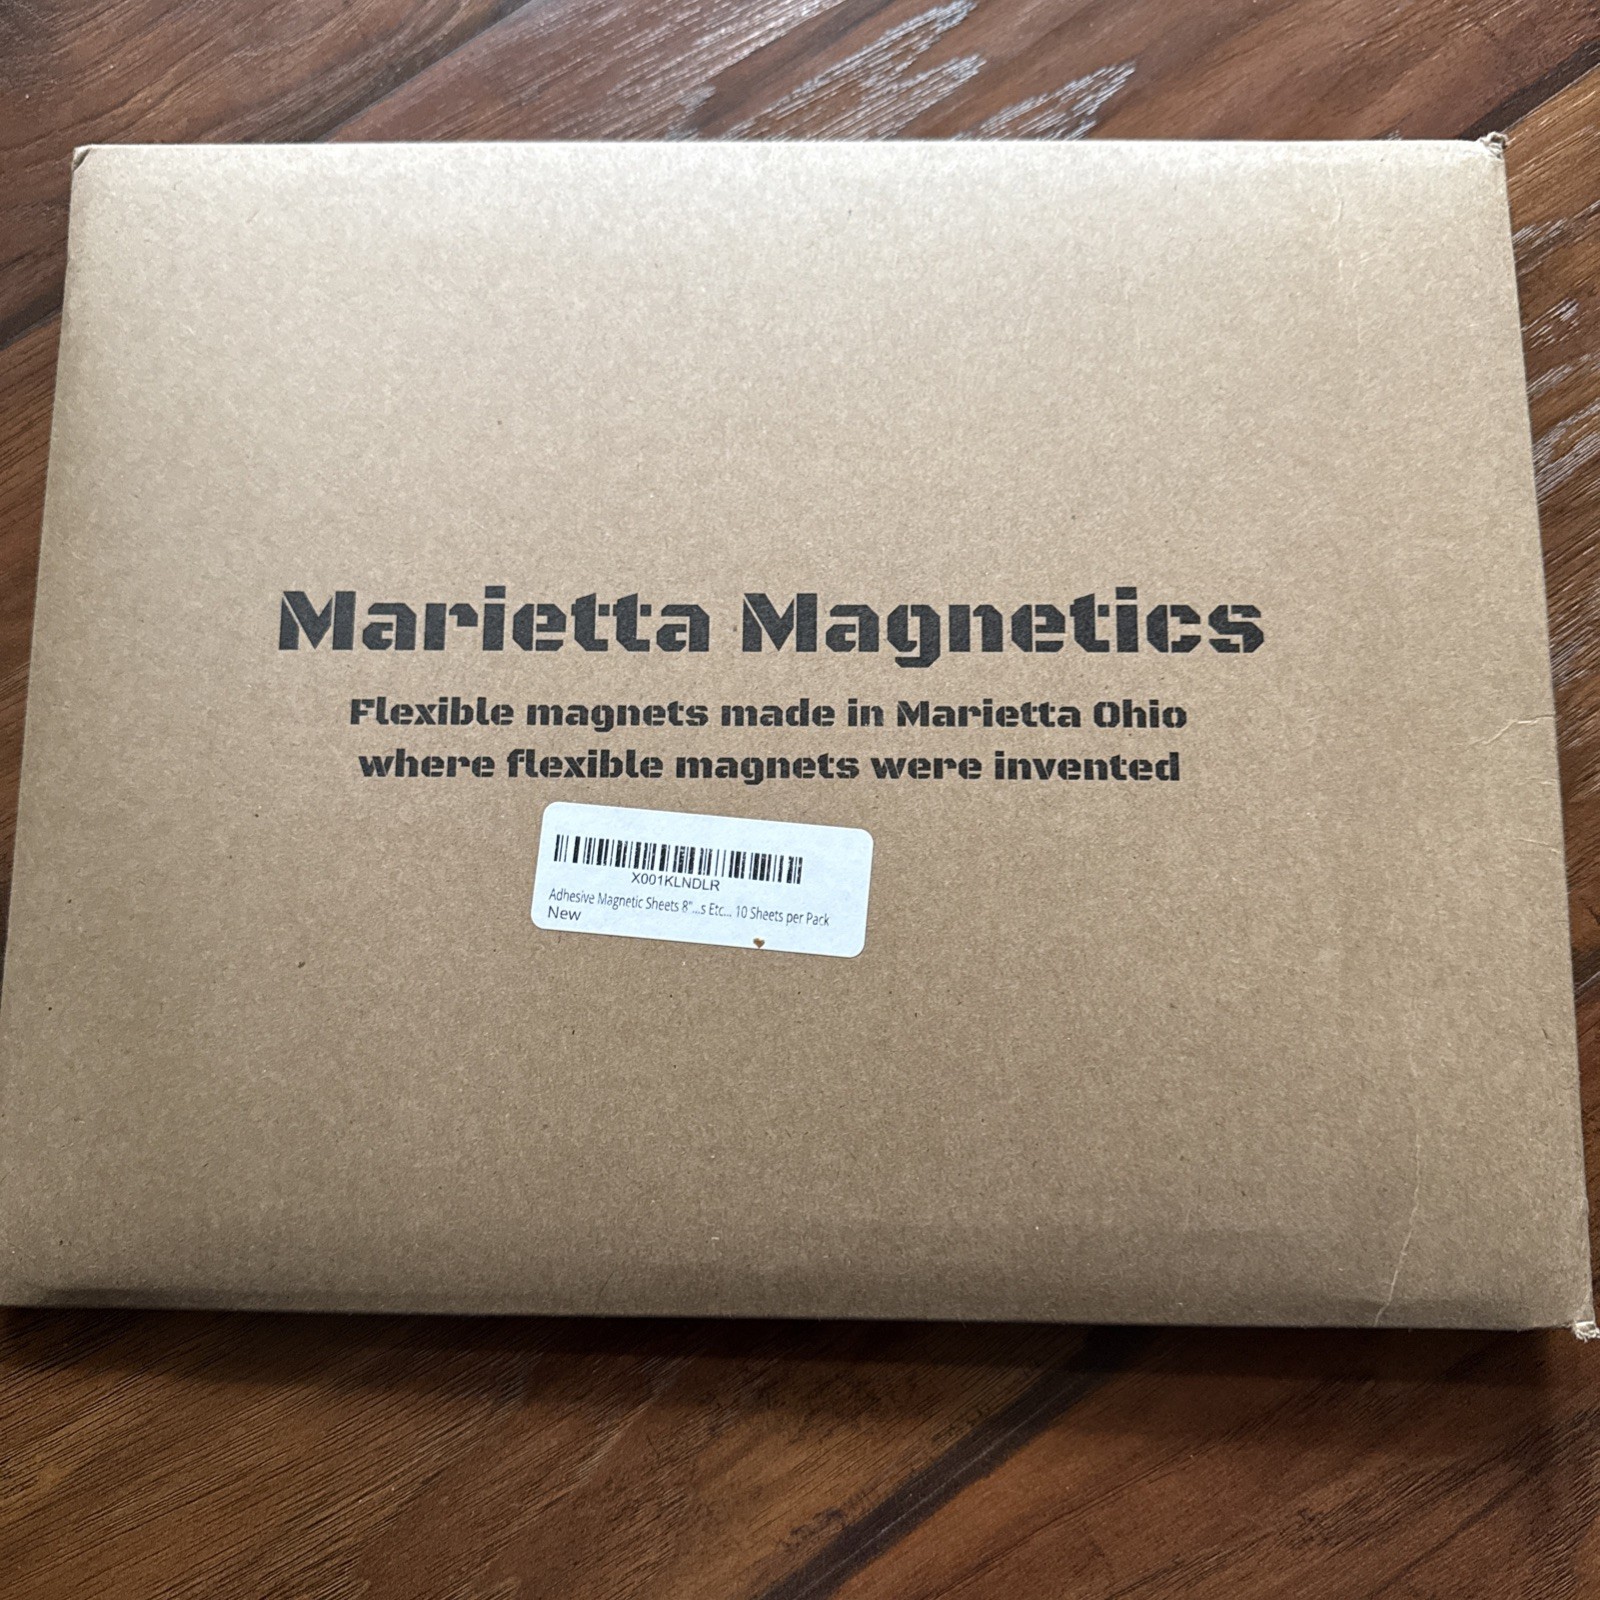 Marietta Magnetics
Flexible magnets made in Marietta Ohio
where flexible magnets were invented
X001KLNDLR
Adhesive Magnetic Sheets 8"...s Etc... 10 Sheets per Pack
New